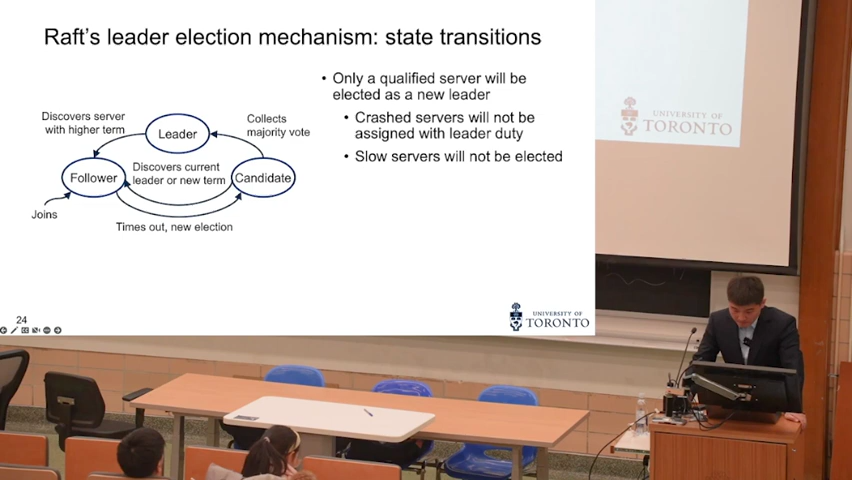 Raft's leader election mechanism: state transitions
• Only a qualified server will be
elected as a new leader
• Crashed servers will not be
assigned with leader duty
• Slow servers will not be elected
Discovers server
with higher term
Leader
Collects
majority vote
Follower
Discovers current
leader or new term
Candidate
Joins
Times out, new election
24
UNIVERSITY OF
TORONTO
UNIVERSITY OF
TORONTO